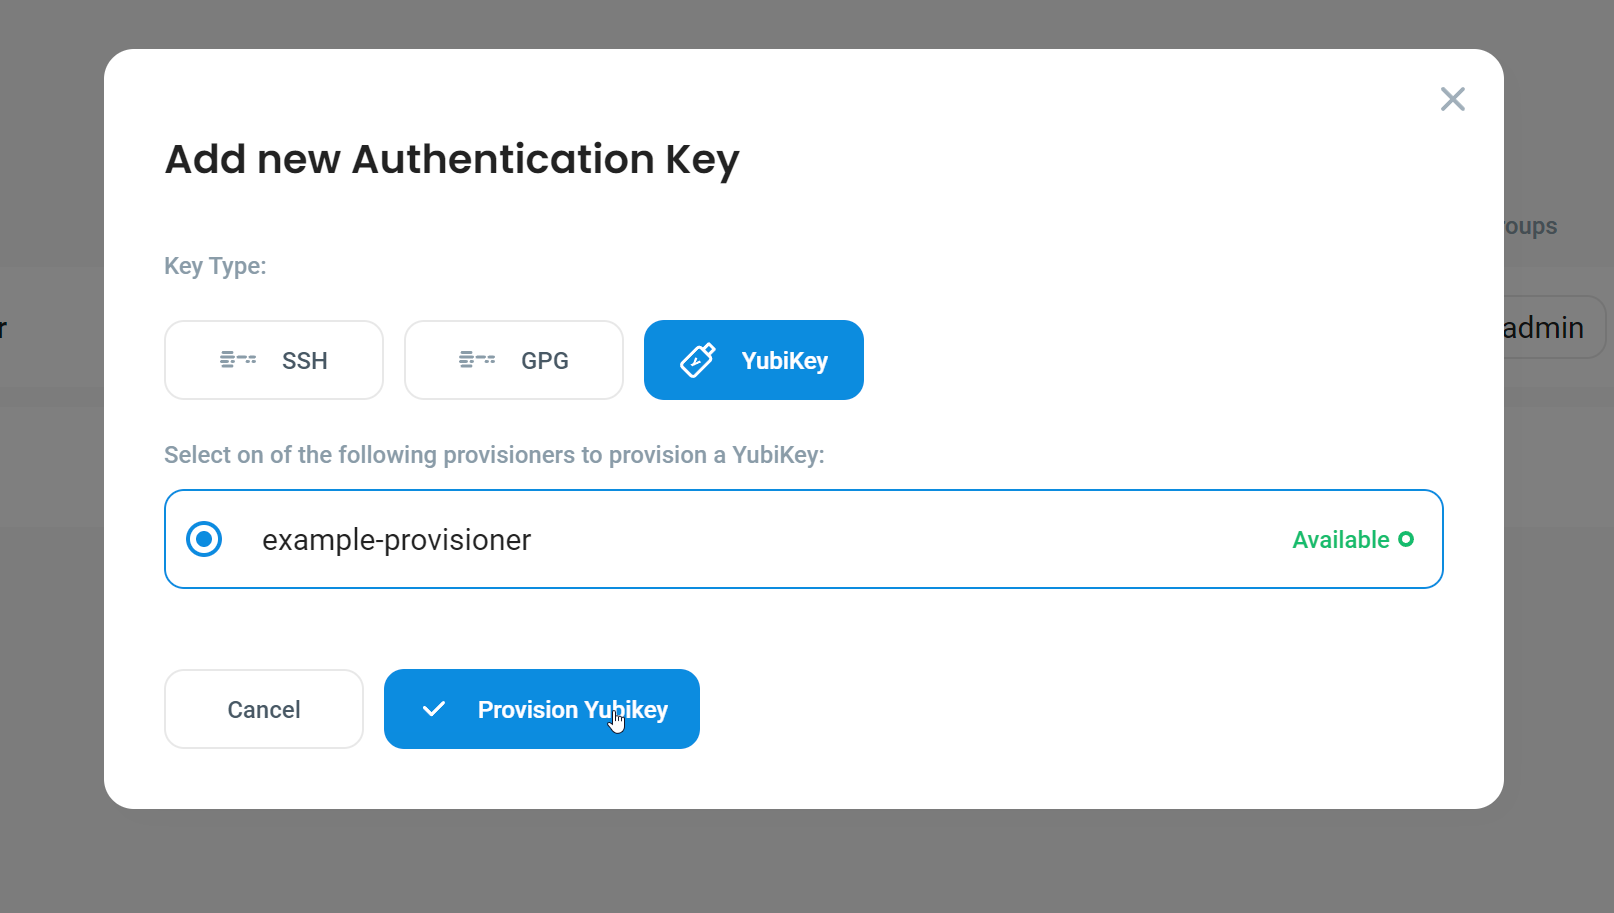 Add new Authentication Key
oups
Key Type:
r
SSH
GPG
YubiKey
admin
Select on of the following provisioners to provision a YubiKey:
example-provisioner
Available
Cancel
Provision Yubikey